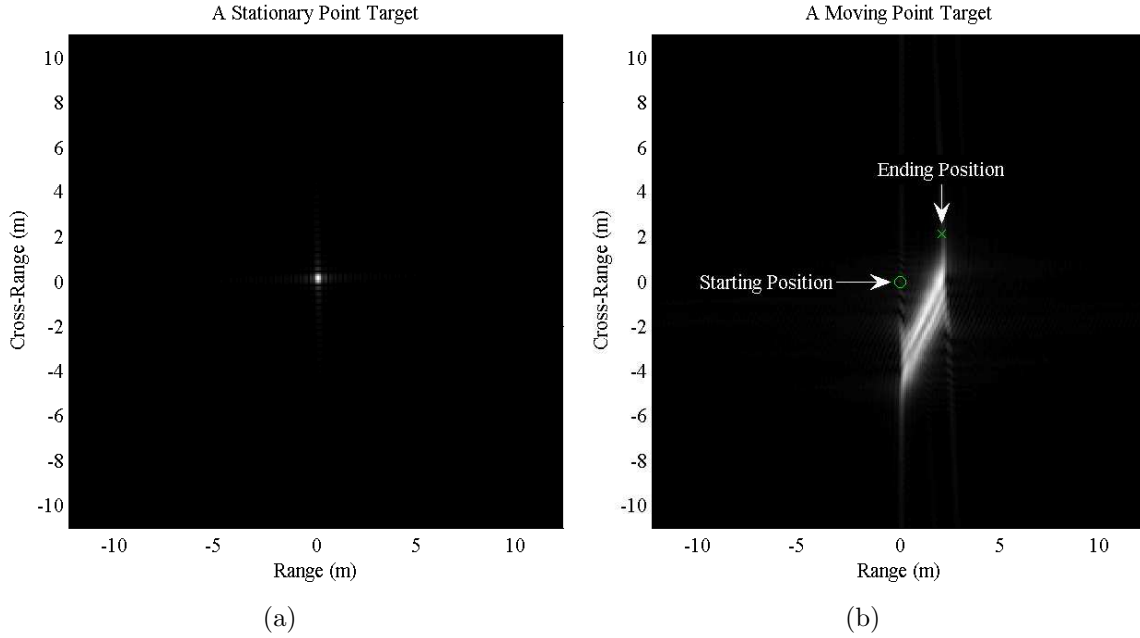 A Stationary Point Target
10
8
6
4
2
0
-2
-4
-6
-8
-10
Cross-Range (m)
-10 -5 0 5 10
Range (m)
(a)
A Moving Point Target
10
8
6
4
2
0
-2
-4
-6
-8
-10
Cross-Range (m)
Ending Position
Starting Position
-10 -5 0 5 10
Range (m)
(b)